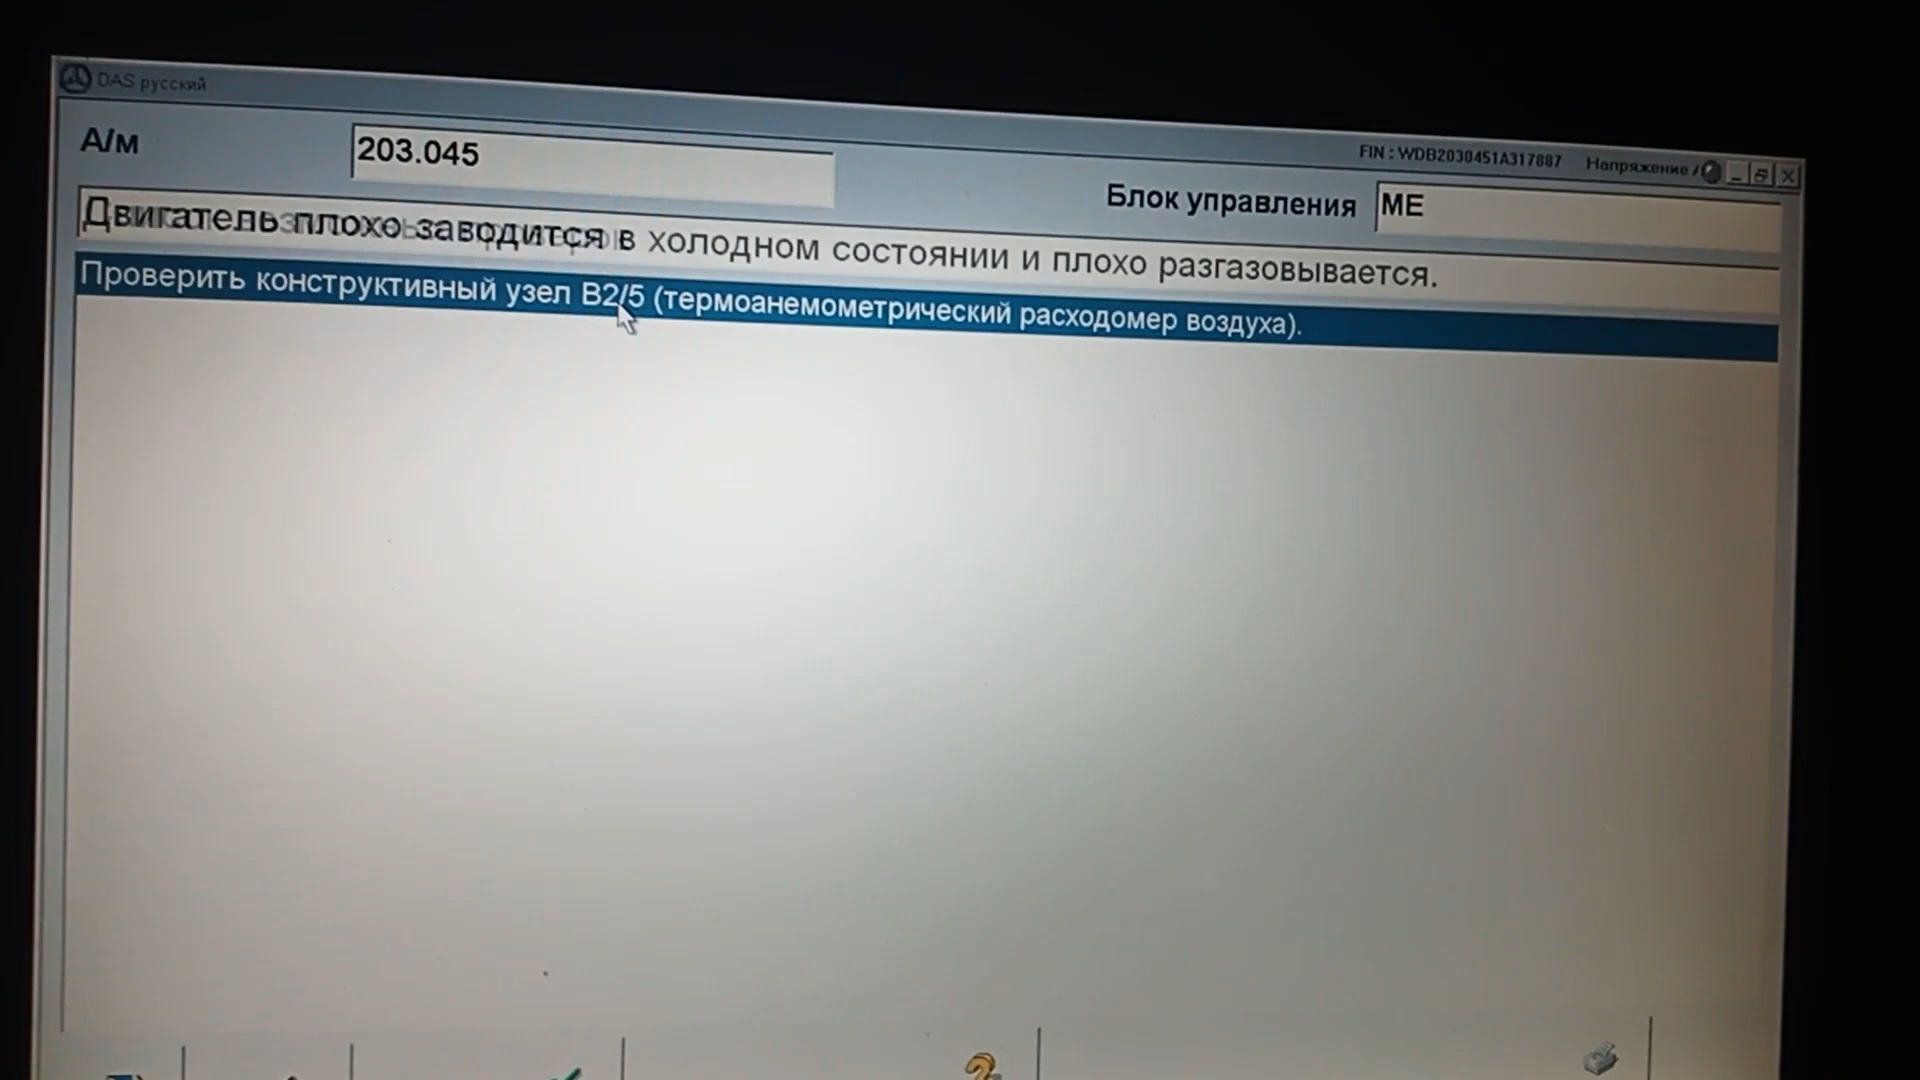 DAS русский
FIN : WDB2030451A317887 Напряжение /
А/м 203.045 Блок управления ME
Двигатель плохо заводится в холодном состоянии и плохо разгазовывается.
Проверить конструктивный узел B2/5 (термоанемометрический расходомер воздуха).